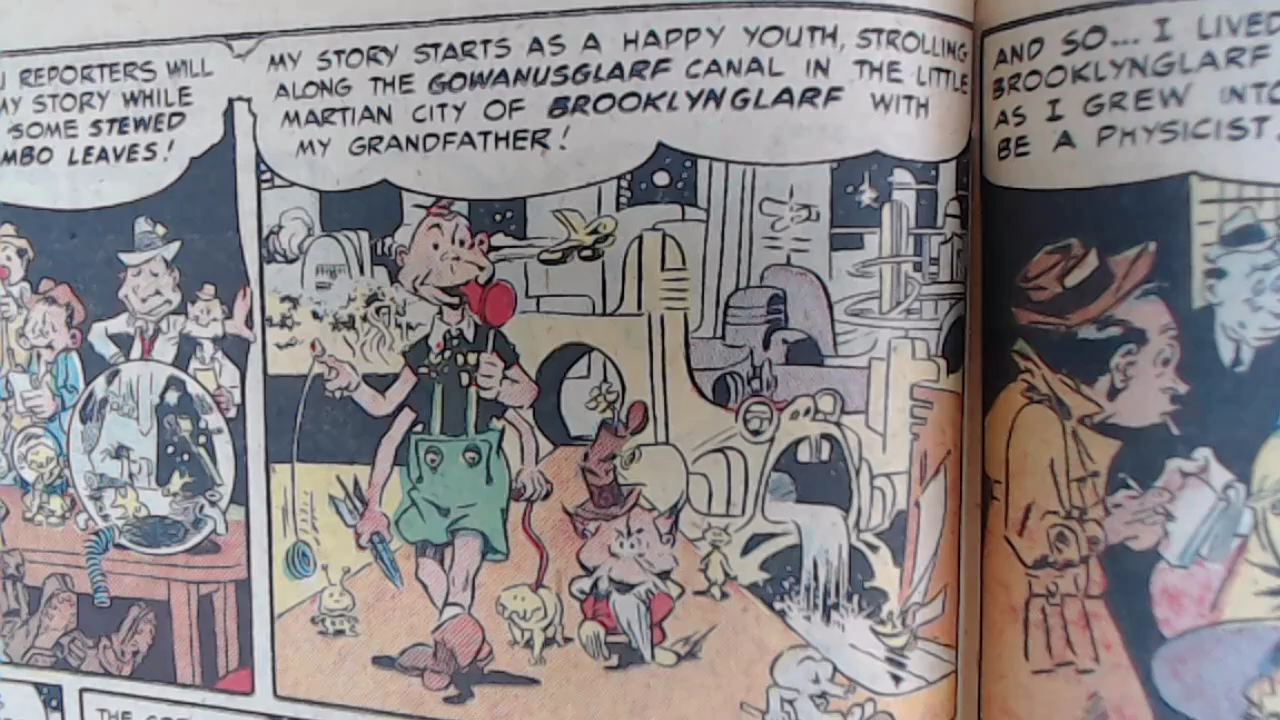 REPORTERS WILL
MY STORY WHILE
SOME STEWED
MBO LEAVES!
MY STORY STARTS AS A HAPPY YOUTH, STROLLING
ALONG THE GOWANUSGLARF CANAL IN THE LITTLE
MARTIAN CITY OF BROOKLYNGLARF WITH
MY GRANDFATHER!
AND SO... I LIVED
BROOKLYNGLARF
AS I GREW INTO
BE A PHYSICIST
THE